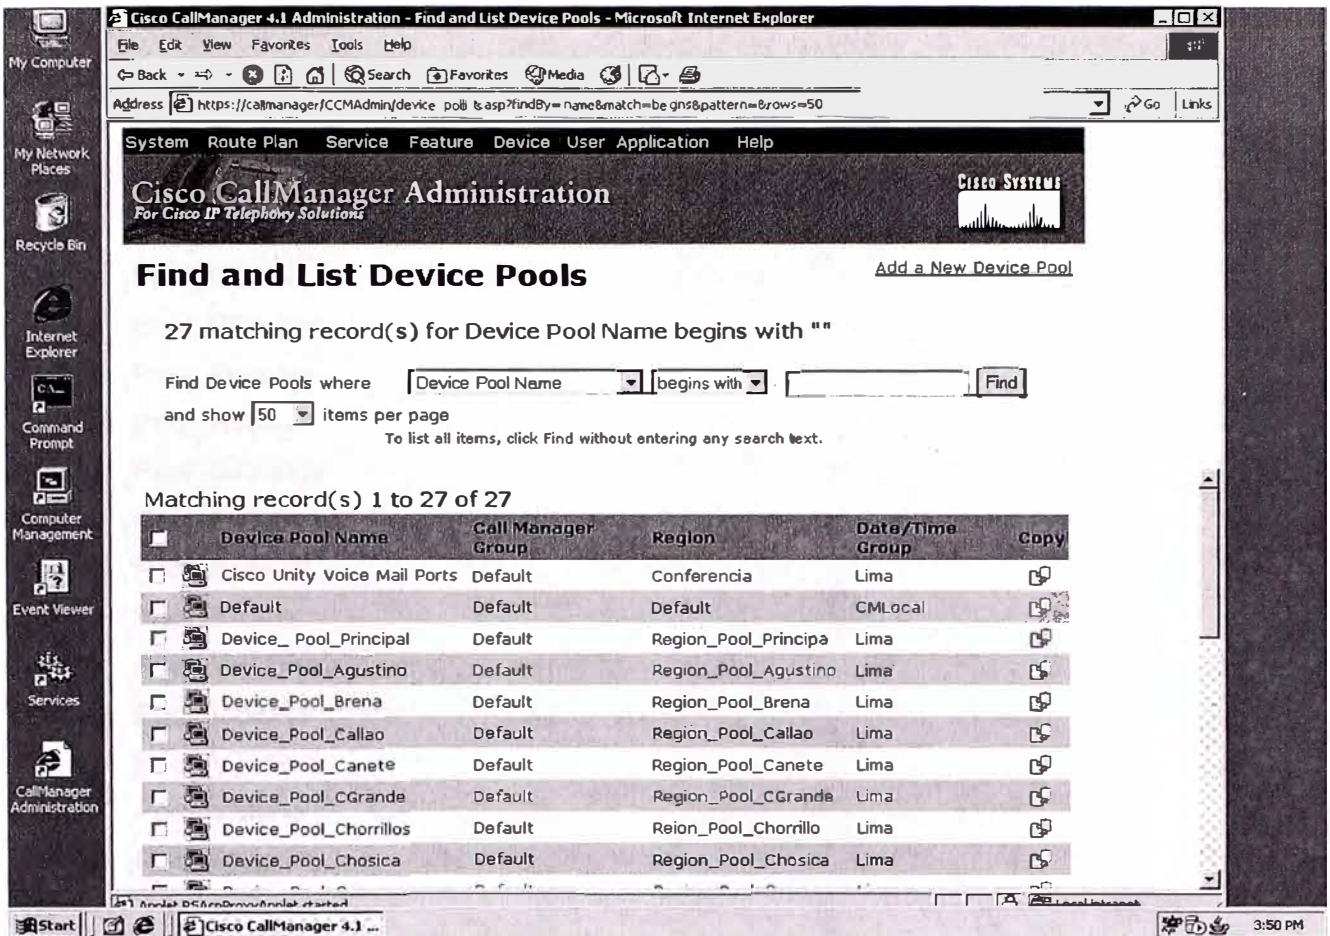 Cisco CallManager 4.1 Administration - Find and List Device Pools - Microsoft Internet Explorer
File Edit View Favorites Tools Help
Back Search Favorites Media
Address https://callmanager/CCMAdmin/device Go Links
System Route Plan Service Feature Device User Application Help
Cisco CallManager Administration
For Cisco IP Telephony Solutions
CISCO SYSTEMS
Find and List Device Pools
Add a New Device Pool
27 matching record(s) for Device Pool Name begins with ""
Find Device Pools where Device Pool Name begins with Find
and show 50 items per page
To list all items, click Find without entering any search text.
Matching record(s) 1 to 27 of 27
Device Pool Name Call Manager Group Region Date/Time Group Copy
Cisco Unity Voice Mail Ports Default Conferencia Lima
Default Default Default CMLocal
Device_ Pool_Principal Default Region_Pool_Principa Lima
Device_Pool_Agustino Default Region_Pool_Agustino Lima
Device_Pool_Brena Default Region_Pool_Brena Lima
Device_Pool_Callao Default Region_Pool_Callao Lima
Device_Pool_Canete Default Region_Pool_Canete Lima
Device_Pool_CGrande Default Region_Pool_CGrande Lima
Device_Pool_Chorrillos Default Reion_Pool_Chorrillo Lima
Device_Pool_Chosica Default Region_Pool_Chosica Lima
My Computer
My Network Places
Recycle Bin
Internet Explorer
Command Prompt
Computer Management
Event Viewer
Services
CallManager Administration
Start Cisco CallManager 4.1 ... 3:50 PM